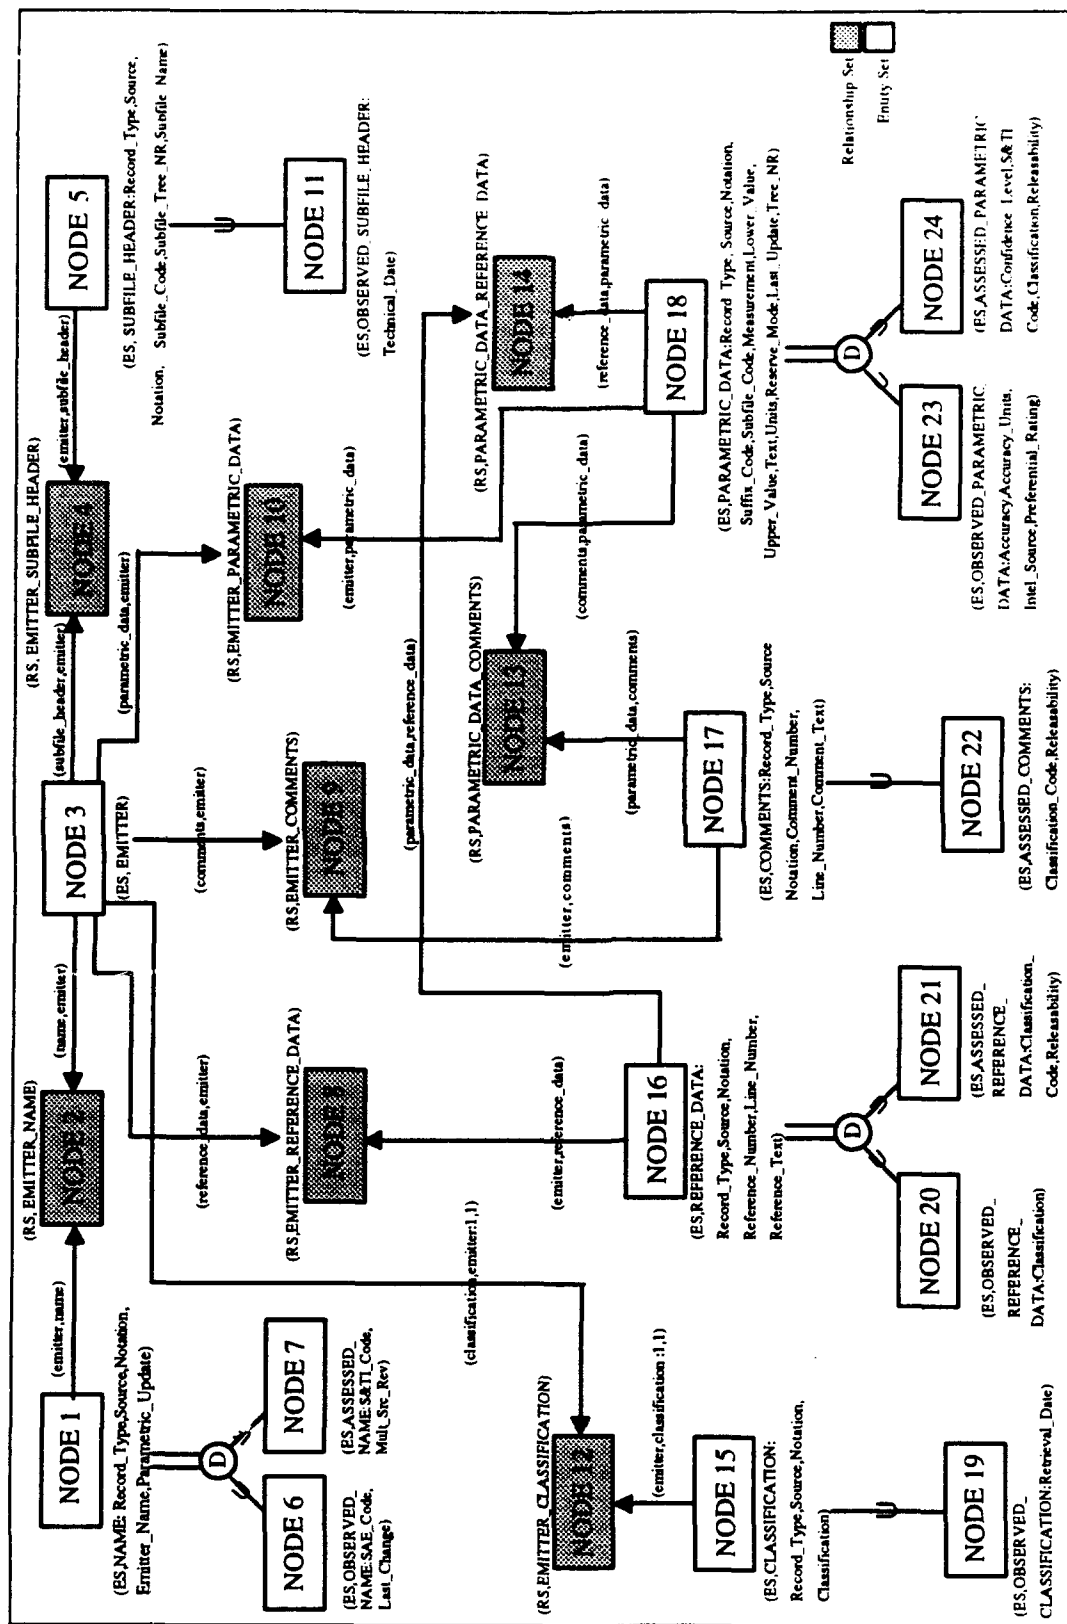 NODE 1
(ES,NAME: Record_Type,Source,Notation,
Emitter_Name,Parametric_Update)
D
NODE 6
(ES,OBSERVED_
NAME:SAE_Code,
Last_Change)
NODE 7
(ES,ASSESSED_
NAME:S&TI_Code,
Mult_Src_Rev)
(emitter,name)
(RS, EMITTER_NAME)
NODE 2
(name,emitter)
NODE 3
(ES, EMITTER)
(subfile_header,emitter)
(RS, EMITTER_SUBFILE_HEADER)
NODE 4
(emitter,subfile_header)
NODE 5
(ES, SUBFILE_HEADER:Record_Type,Source,
Notation, Subfile_Code,Subfile_Tree_NR,Subfile Name)
NODE 11
(ES,OBSERVED_SUBFILE_HEADER:
Technical_Date)
(reference_data,emitter)
(RS,EMITTER_REFERENCE_DATA)
NODE 8
(emitter,reference_data)
(comments,emitter)
(RS,EMITTER_COMMENTS)
NODE 9
(emitter,comments)
(parametric_data,emitter)
(RS,EMITTER_PARAMETRIC_DATA)
NODE 10
(emitter,parametric_data)
(classification,emitter:1,1)
(RS,EMITTER_CLASSIFICATION)
NODE 12
(emitter,classification :1,1)
(parametric_data,reference_data)
(RS,PARAMETRIC_DATA_COMMENTS)
NODE 13
(parametric_data,comments)
(comments,parametric_data)
(RS,PARAMETRIC_DATA_REFERENCE DATA)
NODE 14
(reference_data,parametric_data)
NODE 15
(ES,CLASSIFICATION:
Record_Type,Source,Notation,
Classification)
NODE 19
(ES,OBSERVED_
CLASSIFICATION:Retrieval_Date)
NODE 16
(ES,REFERENCE_DATA:
Record_Type,Source,Notation,
Reference_Number,Line_Number,
Reference_Text)
D
NODE 20
(ES,OBSERVED_
REFERENCE_
DATA:Classification)
NODE 21
(ES,ASSESSED_
REFERENCE_
DATA:Classification_
Code,Releasability)
NODE 17
(ES,COMMENTS:Record_Type,Source
Notation,Comment_Number,
Line_Number,Comment_Text)
NODE 22
(ES,ASSESSED_COMMENTS:
Classification_Code,Releasability)
NODE 18
(ES,PARAMETRIC_DATA:Record Type, Source,Notation,
Suffix_Code,Subfile_Code,Measurement,Lower_Value,
Upper_Value,Text,Units,Reserve_Mode,Last_Update,Tree_NR)
D
NODE 23
(ES,OBSERVED_PARAMETRIC
DATA:Accuracy,Accuracy_Units,
Intel_Source,Preferential_Rating)
NODE 24
(ES,ASSESSED_PARAMETRIC
DATA:Confidence_Level,S&TI
Code,Classification,Releasability)
Relationship Set
Entity Set